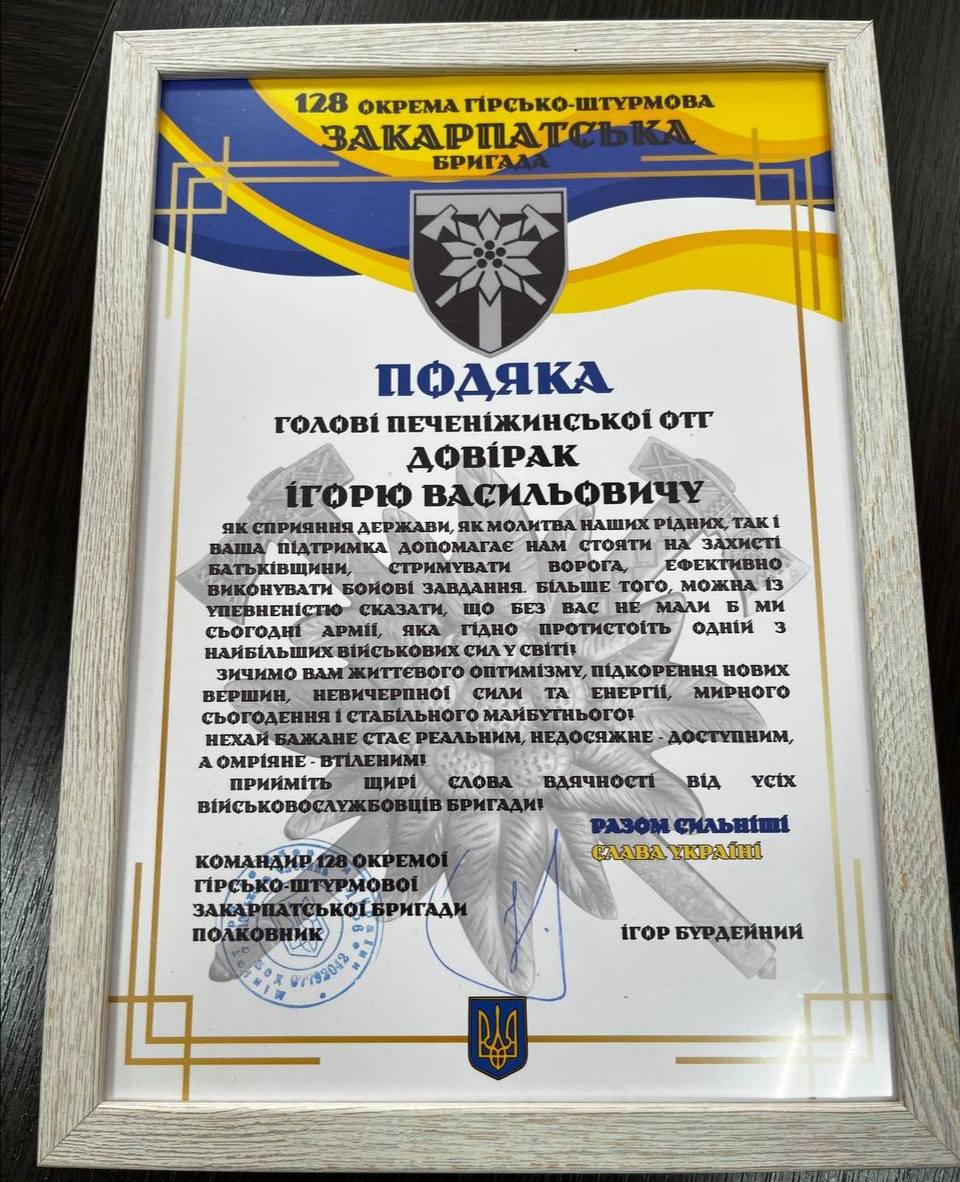 128 ОКРЕМА ГІРСЬКО-ШТУРМОВА
ЗАКАРПАТСЬКА
БРИГАДА
ПОДЯКА
ГОЛОВІ ПЕЧЕНІЖИНСЬКОЇ ОТГ
ДОВІРАК
ІГОРЮ ВАСИЛЬОВИЧУ
ЯК СПРИЯННЯ ДЕРЖАВИ, ЯК МОЛИТВА НАШИХ РІДНИХ, ТАК І
ВАША ПІДТРИМКА ДОПОМАГАЄ НАМ СТОЯТИ НА ЗАХИСТІ
БАТЬКІВЩИНИ, СТРИМУВАТИ ВОРОГА, ЕФЕКТИВНО
ВИКОНУВАТИ БОЙОВІ ЗАВДАННЯ. БІЛЬШЕ ТОГО, МОЖНА ІЗ
УПЕВНЕНІСТЮ СКАЗАТИ, ЩО БЕЗ ВАС НЕ МАЛИ Б МИ
СЬОГОДНІ АРМІЇ, ЯКА ГІДНО ПРОТИСТОЇТЬ ОДНІЙ З
НАЙБІЛЬШИХ ВІЙСЬКОВИХ СИЛ У СВІТІ!
ЗИЧИМО ВАМ ЖИТТЄВОГО ОПТИМІЗМУ, ПІДКОРЕННЯ НОВИХ
ВЕРШИН, НЕВИЧЕРПНОЇ СИЛИ ТА ЕНЕРГІЇ, МИРНОГО
СЬОГОДЕННЯ І СТАБІЛЬНОГО МАЙБУТНЬОГО!
НЕХАЙ БАЖАНЕ СТАЄ РЕАЛЬНИМ, НЕДОСЯЖНЕ - ДОСТУПНИМ,
А ОМРІЯНЕ - ВТІЛЕНИМ!
ПРИЙМІТЬ ЩИРІ СЛОВА ВДЯЧНОСТІ ВІД УСІХ
ВІЙСЬКОВОСЛУЖБОВЦІВ БРИГАДИ!
РАЗОМ СИЛЬНІШІ
СЛАВА УКРАЇНІ
КОМАНДИР 128 ОКРЕМОЇ
ГІРСЬКО-ШТУРМОВОЇ
ЗАКАРПАТСЬКОЇ БРИГАДИ
ПОЛКОВНИК
ІГОР БУРДЕЙНИЙ
07792042